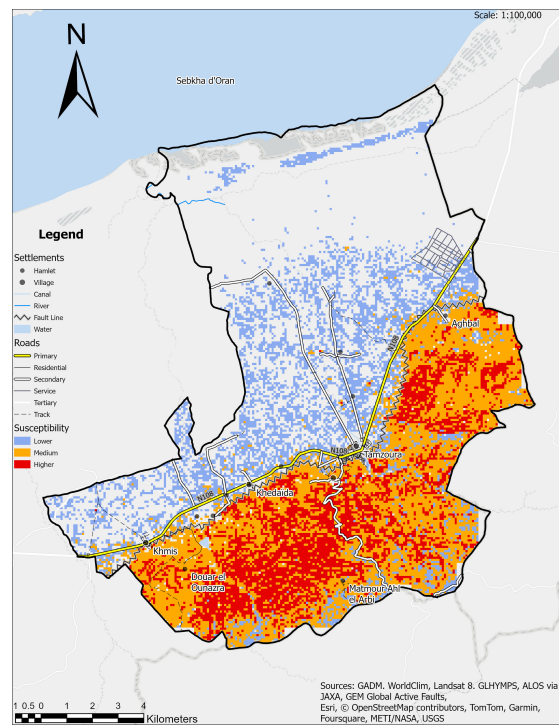 Scale: 1:100,000
N
Sebkha d'Oran
Legend
Settlements
Hamlet
Village
Canal
River
Fault Line
Water
Roads
Primary
Residential
Secondary
Service
Tertiary
Track
Susceptibility
Lower
Medium
Higher
Aghbal
N108
N108
Tamzoura
Khedaida
N108
Khmis
Douar el
Ounazra
Matmour Ahl
el Arbi
1 0.5 0 1 2 3 4
Kilometers
Sources: GADM. WorldClim, Landsat 8. GLHYMPS, ALOS via
JAXA, GEM Global Active Faults,
Esri, © OpenStreetMap contributors, TomTom, Garmin,
Foursquare, METI/NASA, USGS